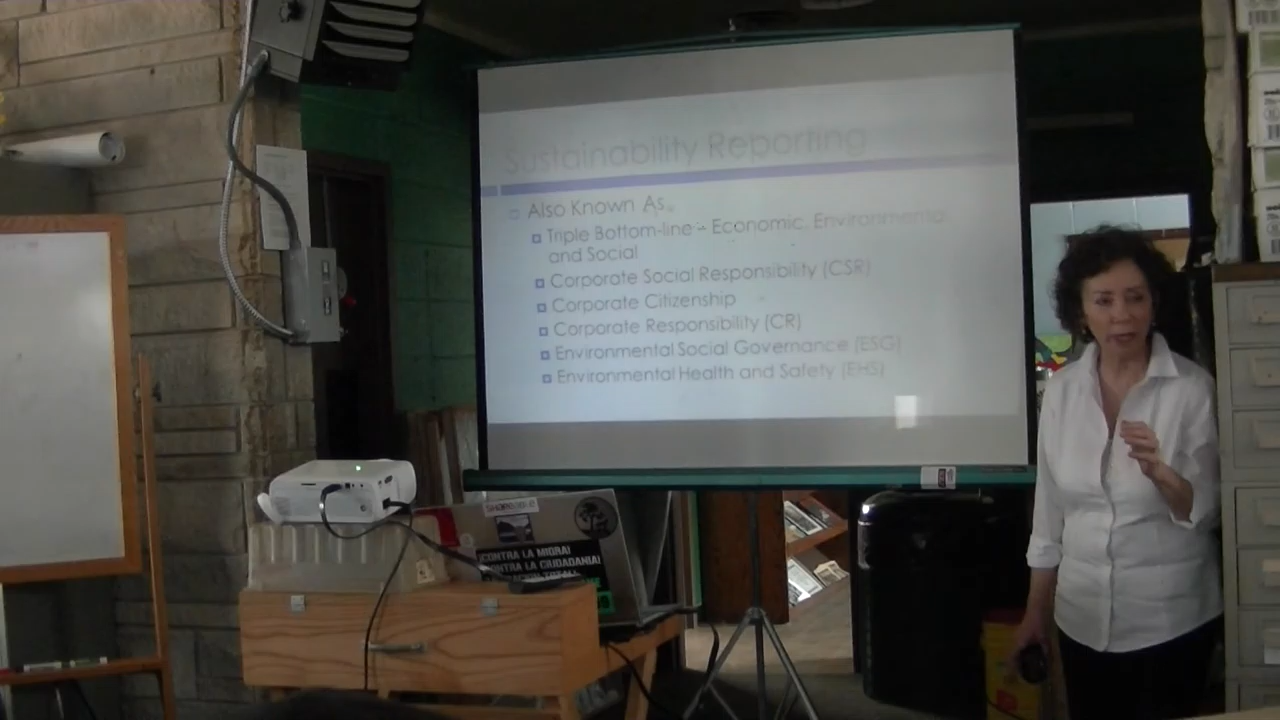 Sustainability Reporting
Also Known As
Triple Bottom-line - Economic, Environmental
and Social
Corporate Social Responsibility (CSR)
Corporate Citizenship
Corporate Responsibility (CR)
Environmental Social Governance (ESG)
Environmental Health and Safety (EHS)
CONTRA LA MIGRA!
CONTRA LA CIUDADANIA!